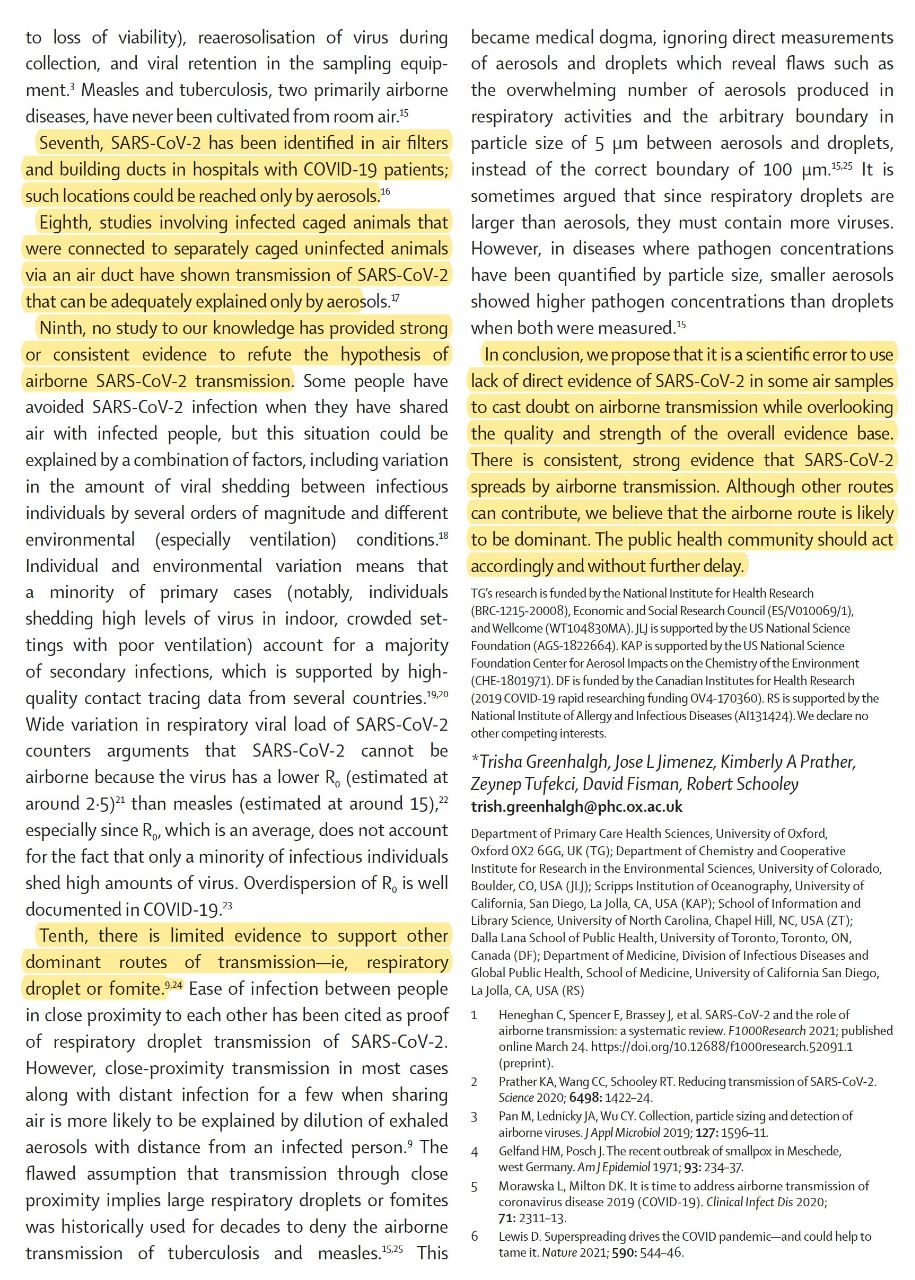 to loss of viability), reaerosolisation of virus during
collection, and viral retention in the sampling equip-
ment.³ Measles and tuberculosis, two primarily airborne
diseases, have never been cultivated from room air.¹⁵
Seventh, SARS-CoV-2 has been identified in air filters
and building ducts in hospitals with COVID-19 patients;
such locations could be reached only by aerosols.¹⁶
Eighth, studies involving infected caged animals that
were connected to separately caged uninfected animals
via an air duct have shown transmission of SARS-CoV-2
that can be adequately explained only by aerosols.¹⁷
Ninth, no study to our knowledge has provided strong
or consistent evidence to refute the hypothesis of
airborne SARS-CoV-2 transmission. Some people have
avoided SARS-CoV-2 infection when they have shared
air with infected people, but this situation could be
explained by a combination of factors, including variation
in the amount of viral shedding between infectious
individuals by several orders of magnitude and different
environmental (especially ventilation) conditions.¹⁸
Individual and environmental variation means that
a minority of primary cases (notably, individuals
shedding high levels of virus in indoor, crowded set-
tings with poor ventilation) account for a majority
of secondary infections, which is supported by high-
quality contact tracing data from several countries.¹⁹,²⁰
Wide variation in respiratory viral load of SARS-CoV-2
counters arguments that SARS-CoV-2 cannot be
airborne because the virus has a lower R₀ (estimated at
around 2·5)²¹ than measles (estimated at around 15),²²
especially since R₀, which is an average, does not account
for the fact that only a minority of infectious individuals
shed high amounts of virus. Overdispersion of R₀ is well
documented in COVID-19.²³
Tenth, there is limited evidence to support other
dominant routes of transmission—ie, respiratory
droplet or fomite.⁹,²⁴ Ease of infection between people
in close proximity to each other has been cited as proof
of respiratory droplet transmission of SARS-CoV-2.
However, close-proximity transmission in most cases
along with distant infection for a few when sharing
air is more likely to be explained by dilution of exhaled
aerosols with distance from an infected person.⁹ The
flawed assumption that transmission through close
proximity implies large respiratory droplets or fomites
was historically used for decades to deny the airborne
transmission of tuberculosis and measles.¹⁵,²⁵ This
became medical dogma, ignoring direct measurements
of aerosols and droplets which reveal flaws such as
the overwhelming number of aerosols produced in
respiratory activities and the arbitrary boundary in
particle size of 5 μm between aerosols and droplets,
instead of the correct boundary of 100 μm.¹⁵,²⁵ It is
sometimes argued that since respiratory droplets are
larger than aerosols, they must contain more viruses.
However, in diseases where pathogen concentrations
have been quantified by particle size, smaller aerosols
showed higher pathogen concentrations than droplets
when both were measured.¹⁵
In conclusion, we propose that it is a scientific error to use
lack of direct evidence of SARS-CoV-2 in some air samples
to cast doubt on airborne transmission while overlooking
the quality and strength of the overall evidence base.
There is consistent, strong evidence that SARS-CoV-2
spreads by airborne transmission. Although other routes
can contribute, we believe that the airborne route is likely
to be dominant. The public health community should act
accordingly and without further delay.
TG's research is funded by the National Institute for Health Research
(BRC-1215-20008), Economic and Social Research Council (ES/V010069/1),
and Wellcome (WT104830MA). JLJ is supported by the US National Science
Foundation (AGS-1822664). KAP is supported by the US National Science
Foundation Center for Aerosol Impacts on the Chemistry of the Environment
(CHE-1801971). DF is funded by the Canadian Institutes for Health Research
(2019 COVID-19 rapid researching funding OV4-170360). RS is supported by the
National Institute of Allergy and Infectious Diseases (AI131424). We declare no
other competing interests.
*Trisha Greenhalgh, Jose L Jimenez, Kimberly A Prather,
Zeynep Tufekci, David Fisman, Robert Schooley
trish.greenhalgh@phc.ox.ac.uk
Department of Primary Care Health Sciences, University of Oxford,
Oxford OX2 6GG, UK (TG); Department of Chemistry and Cooperative
Institute for Research in the Environmental Sciences, University of Colorado,
Boulder, CO, USA (JLJ); Scripps Institution of Oceanography, University of
California, San Diego, La Jolla, CA, USA (KAP); School of Information and
Library Science, University of North Carolina, Chapel Hill, NC, USA (ZT);
Dalla Lana School of Public Health, University of Toronto, Toronto, ON,
Canada (DF); Department of Medicine, Division of Infectious Diseases and
Global Public Health, School of Medicine, University of California San Diego,
La Jolla, CA, USA (RS)
1 Heneghan C, Spencer E, Brassey J, et al. SARS-CoV-2 and the role of
airborne transmission: a systematic review. F1000Research 2021; published
online March 24. https://doi.org/10.12688/f1000research.52091.1
(preprint).
2 Prather KA, Wang CC, Schooley RT. Reducing transmission of SARS-CoV-2.
Science 2020; 6498: 1422–24.
3 Pan M, Lednicky JA, Wu CY. Collection, particle sizing and detection of
airborne viruses. J Appl Microbiol 2019; 127: 1596–11.
4 Gelfand HM, Posch J. The recent outbreak of smallpox in Meschede,
west Germany. Am J Epidemiol 1971; 93: 234–37.
5 Morawska L, Milton DK. It is time to address airborne transmission of
coronavirus disease 2019 (COVID-19). Clinical Infect Dis 2020;
71: 2311–13.
6 Lewis D. Superspreading drives the COVID pandemic—and could help to
tame it. Nature 2021; 590: 544–46.